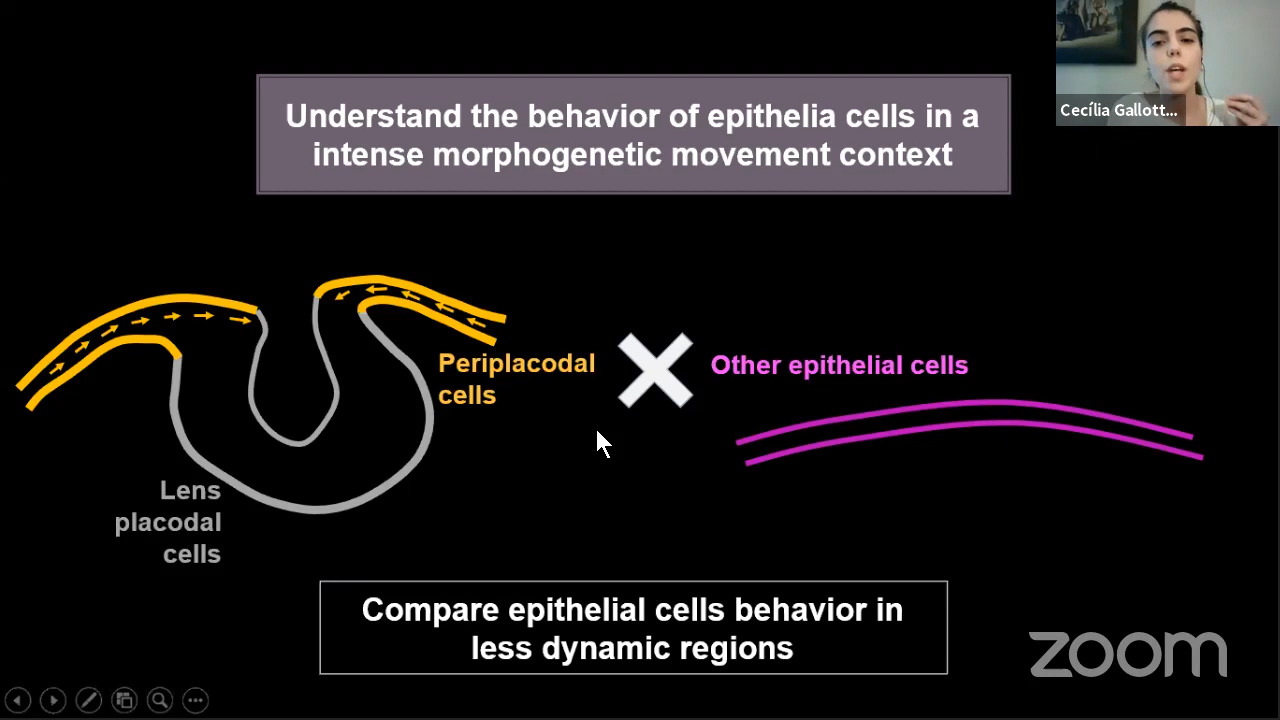 Understand the behavior of epithelia cells in a
intense morphogenetic movement context
Cecília Gallott...
Periplacodal
cells
Other epithelial cells
Lens
placodal
cells
Compare epithelial cells behavior in
less dynamic regions
zoom